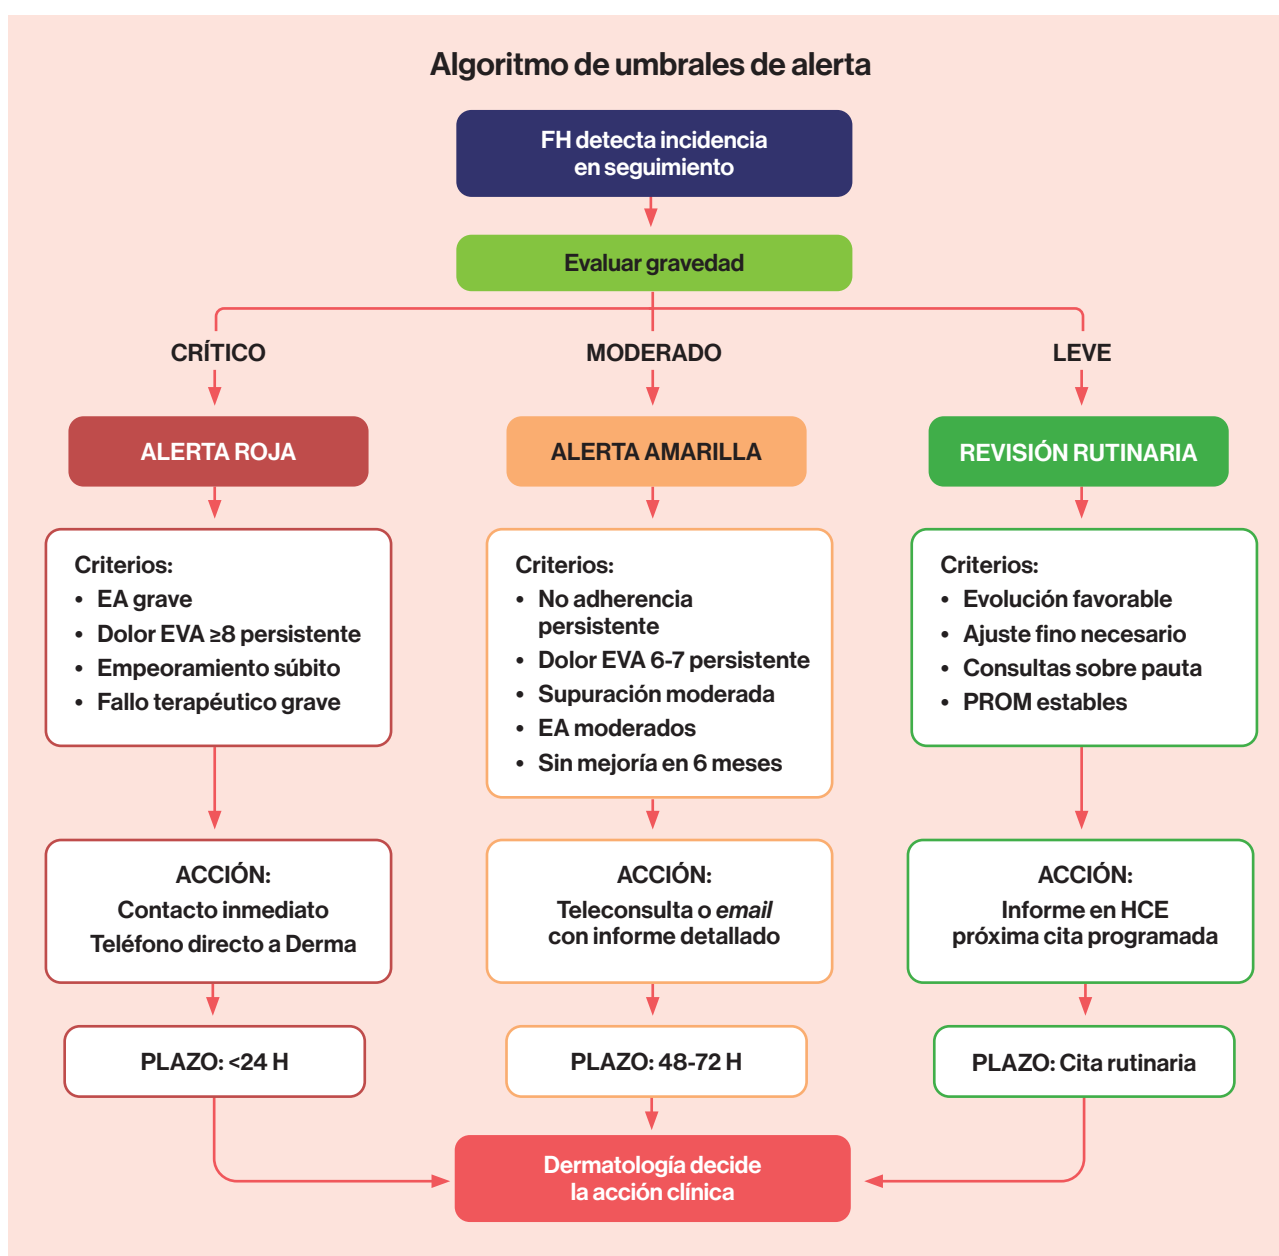 Algoritmo de umbrales de alerta
FH detecta incidencia
en seguimiento
Evaluar gravedad
CRÍTICO
MODERADO
LEVE
ALERTA ROJA
ALERTA AMARILLA
REVISIÓN RUTINARIA
Criterios:
• EA grave
• Dolor EVA ≥8 persistente
• Empeoramiento súbito
• Fallo terapéutico grave
Criterios:
• No adherencia
persistente
• Dolor EVA 6-7 persistente
• Supuración moderada
• EA moderados
• Sin mejoría en 6 meses
Criterios:
• Evolución favorable
• Ajuste fino necesario
• Consultas sobre pauta
• PROM estables
ACCIÓN:
Contacto inmediato
Teléfono directo a Derma
ACCIÓN:
Teleconsulta o email
con informe detallado
ACCIÓN:
Informe en HCE
próxima cita programada
PLAZO: <24 H
PLAZO: 48-72 H
PLAZO: Cita rutinaria
Dermatología decide
la acción clínica